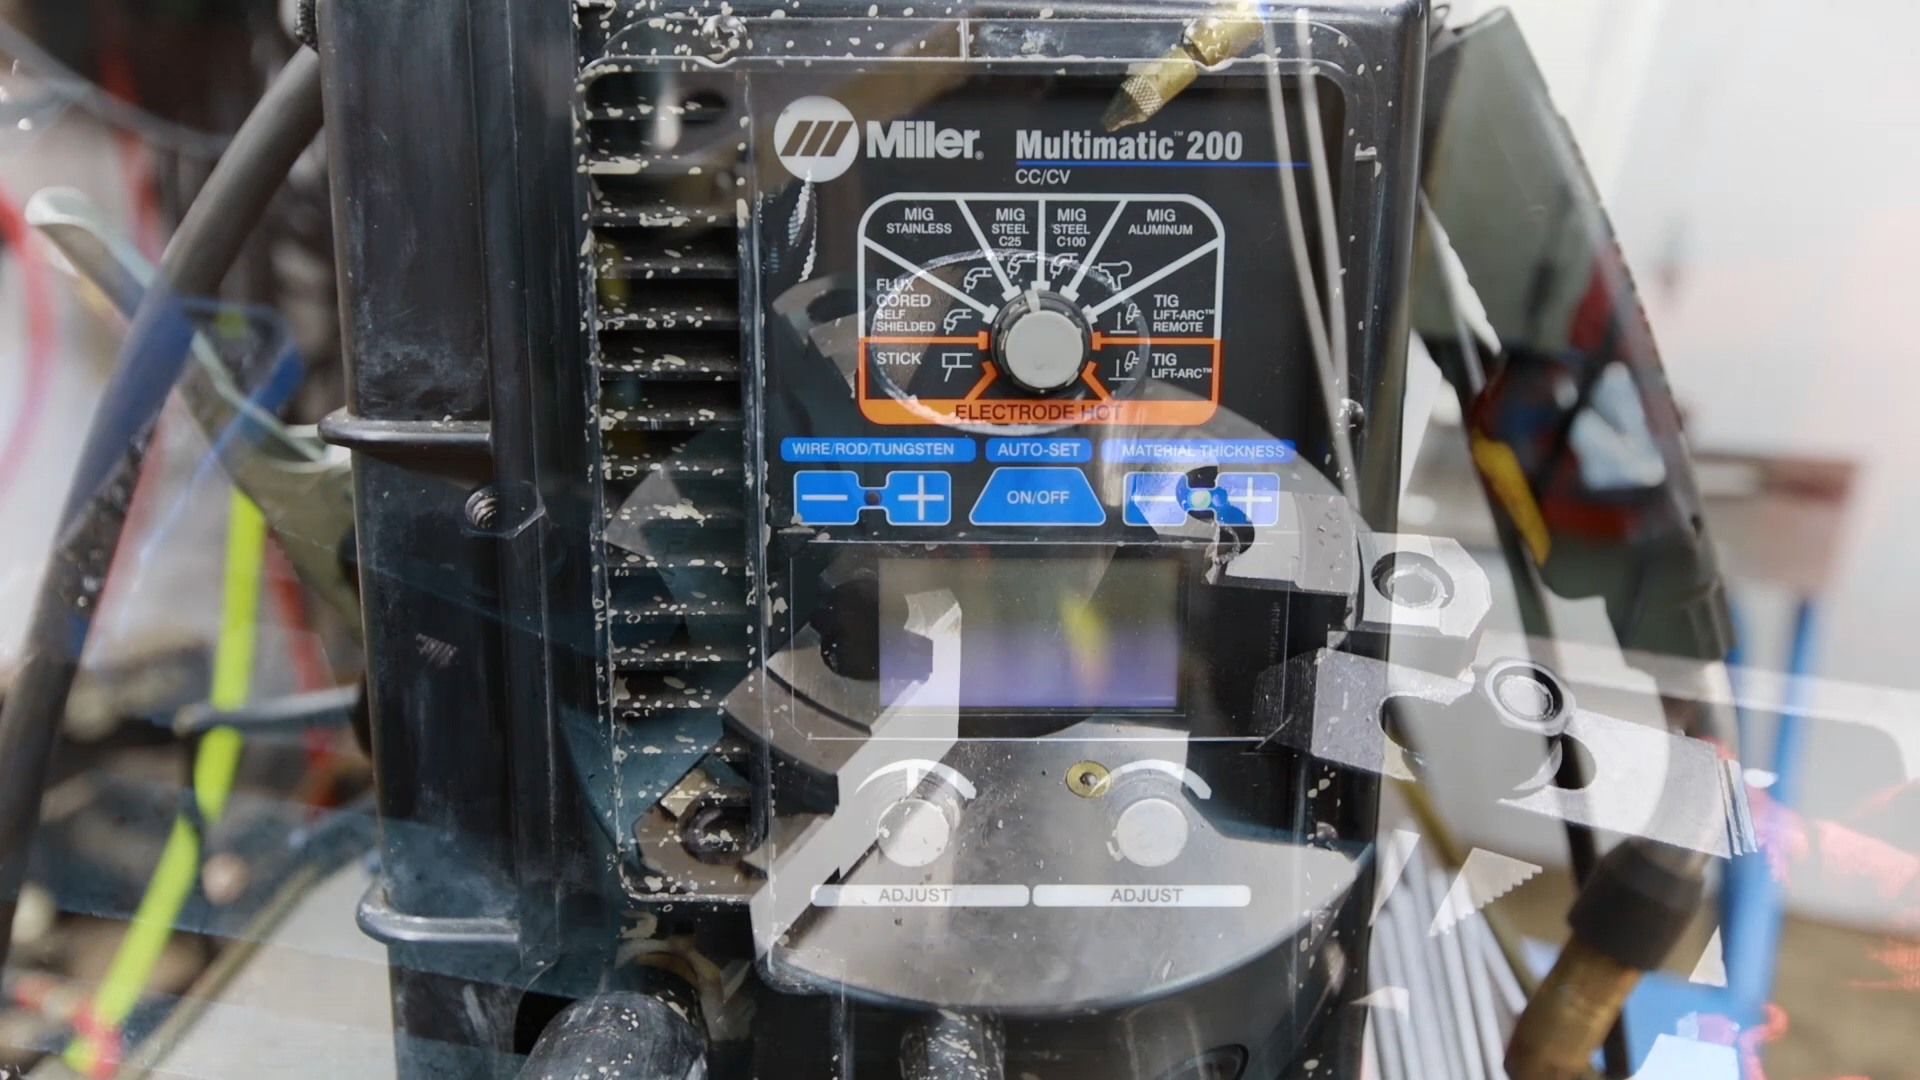 Miller®
Multimatic™ 200
CC/CV
MIG
STAINLESS
MIG
STEEL
C25
MIG
STEEL
C100
MIG
ALUMINUM
FLUX
CORED
SELF
SHIELDED
TIG
LIFT-ARC™
REMOTE
STICK
TIG
LIFT-ARC™
ELECTRODE HOT
WIRE/ROD/TUNGSTEN
AUTO-SET
MATERIAL THICKNESS
ON/OFF
ADJUST
ADJUST